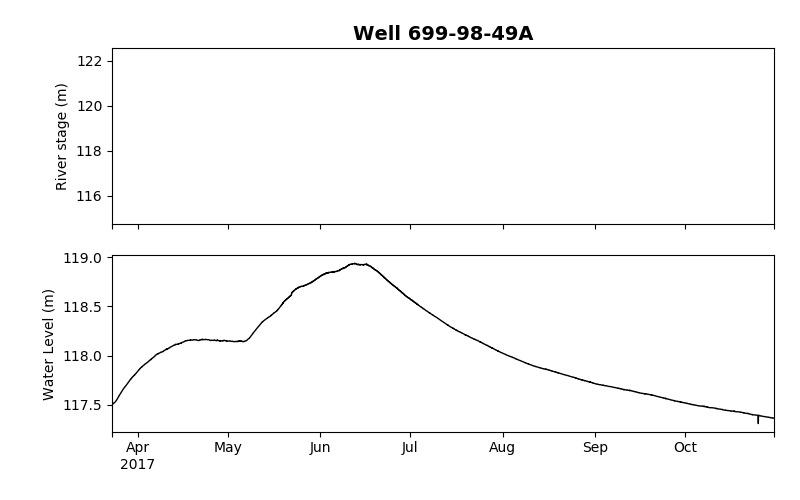 Well 699-98-49A
122
120
118
116
River stage (m)
119.0
118.5
118.0
117.5
Water Level (m)
Apr May Jun Jul Aug Sep Oct
2017